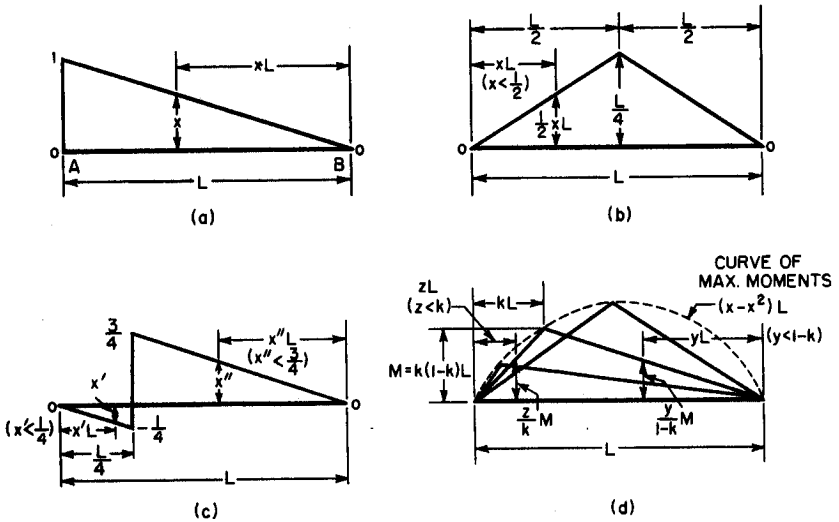 1
xL
x
0
A
B
0
L
(a)
L/2
L/2
xL
(x<1/2)
1/2 xL
L/4
0
0
L
(b)
3/4
x"L
(x"<3/4)
x'
x"
0
0
(x'<1/4)
x'L
-1/4
L/4
L
(c)
CURVE OF
MAX. MOMENTS
(x-x²)L
zL
(z<k)
kL
yL
(y<1-k)
M=k(1-k)L
z/k M
y/1-k M
L
(d)